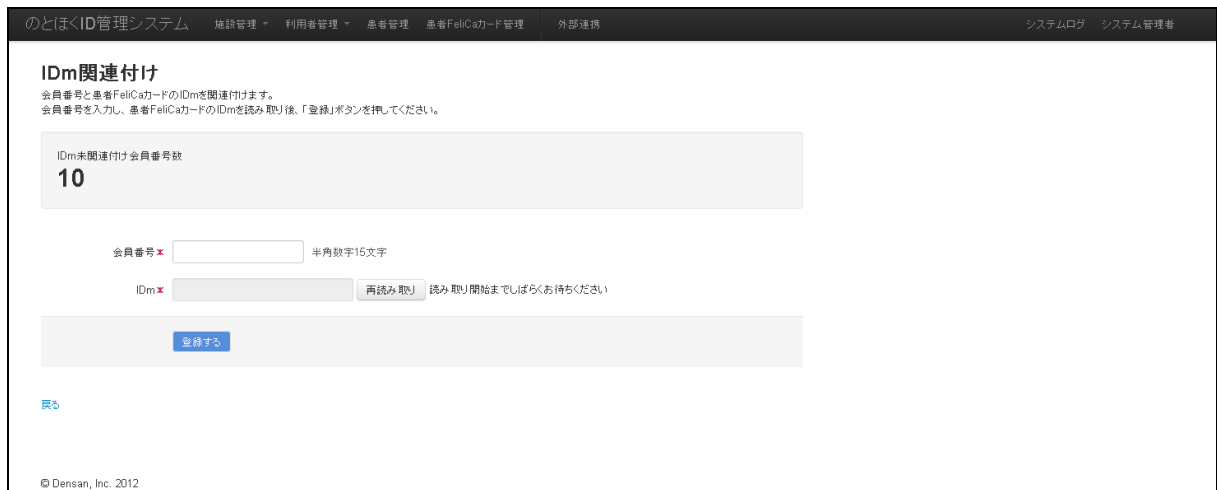 のとほくID管理システム 施設管理 利用者管理 患者管理 患者FeliCaカード管理 外部連携 システムログ システム管理者
IDm関連付け
会員番号と患者FeliCaカードのIDmを関連付けます。
会員番号を入力し、患者FeliCaカードのIDmを読み取り後、「登録」ボタンを押してください。
IDm未関連付け会員番号数
10
会員番号* 半角数字15文字
IDm* 再読み取り 読み取り開始までしばらくお待ちください
登録する
戻る
© Densan, Inc. 2012